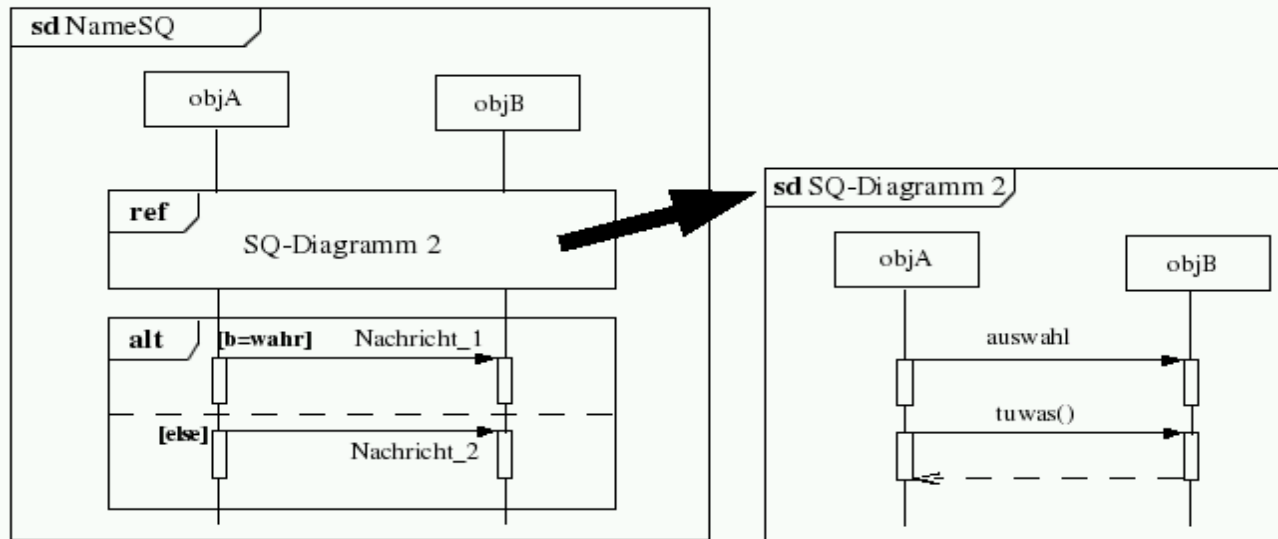 sd NameSQ
objA
objB
ref
SQ-Diagramm 2
alt
[b=wahr]
Nachricht_1
[else]
Nachricht_2
sd SQ-Diagramm 2
objA
objB
auswahl
tuwas()